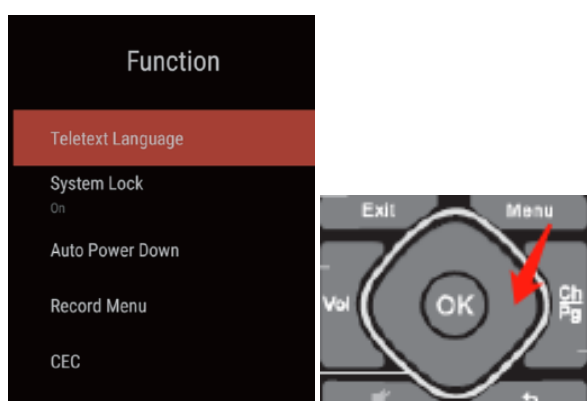 Function
Teletext Language
System Lock
On
Auto Power Down
Record Menu
CEC
Exit
Menu
Vol
OK
Ch
Pg